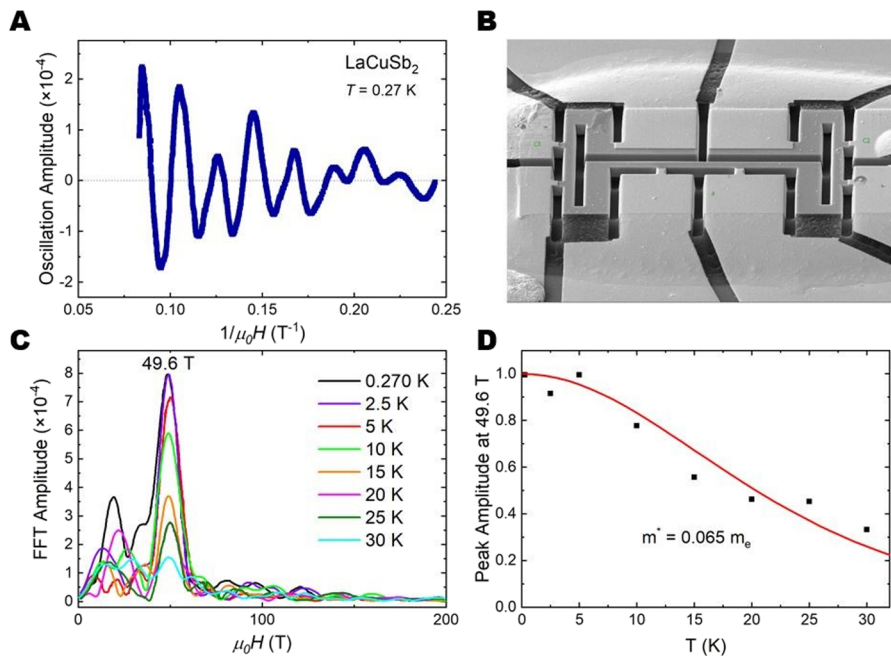 A
Oscillation Amplitude (×10⁻⁴)
2
1
0
-1
-2
LaCuSb₂
T = 0.27 K
0.05
0.10
0.15
0.20
0.25
1/μ₀H (T⁻¹)
B
C
FFT Amplitude (×10⁻⁴)
8
7
6
5
4
3
2
1
0
49.6 T
0.270 K
2.5 K
5 K
10 K
15 K
20 K
25 K
30 K
0
100
200
μ₀H (T)
D
Peak Amplitude at 49.6 T
1.0
0.8
0.6
0.4
0.2
0.0
m* = 0.065 mₑ
0
5
10
15
20
25
30
T (K)